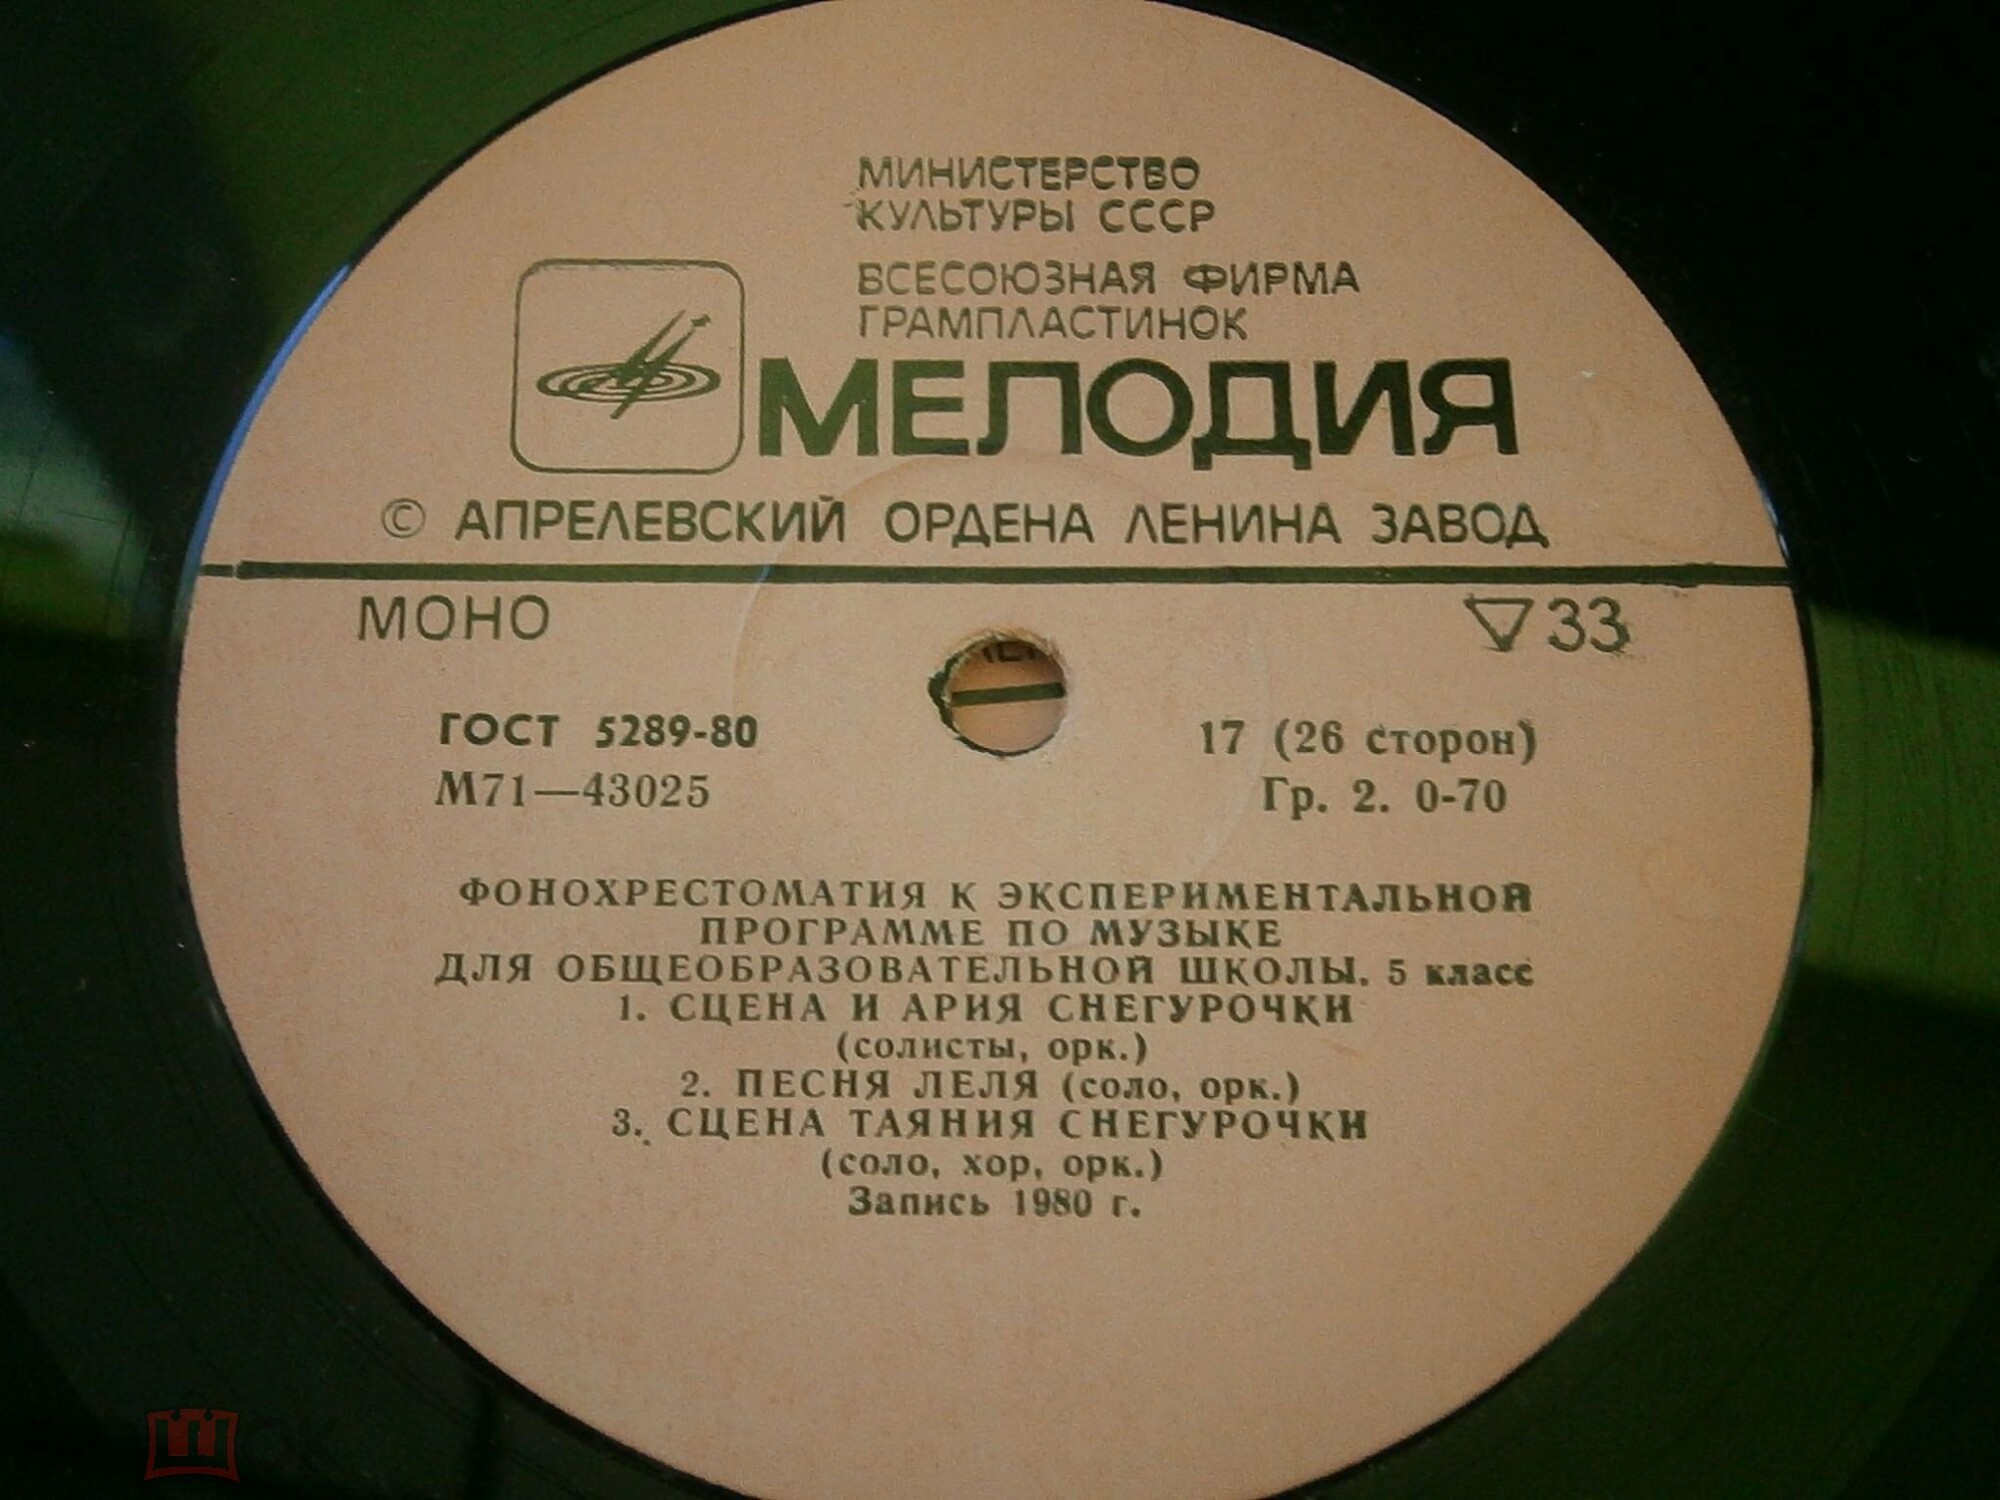 МИНИСТЕРСТВО
КУЛЬТУРЫ СССР
ВСЕСОЮЗНАЯ ФИРМА
ГРАМПЛАСТИНОК
МЕЛОДИЯ
© АПРЕЛЕВСКИЙ ОРДЕНА ЛЕНИНА ЗАВОД
МОНО
▽33
ГОСТ 5289-80
17 (26 сторон)
М71—43025
Гр. 2. 0-70
ФОНОХРЕСТОМАТИЯ К ЭКСПЕРИМЕНТАЛЬНОЙ
ПРОГРАММЕ ПО МУЗЫКЕ
ДЛЯ ОБЩЕОБРАЗОВАТЕЛЬНОЙ ШКОЛЫ. 5 класс
1. СЦЕНА И АРИЯ СНЕГУРОЧКИ
(солисты, орк.)
2. ПЕСНЯ ЛЕЛЯ (соло, орк.)
3. СЦЕНА ТАЯНИЯ СНЕГУРОЧКИ
(соло, хор, орк.)
Запись 1980 г.